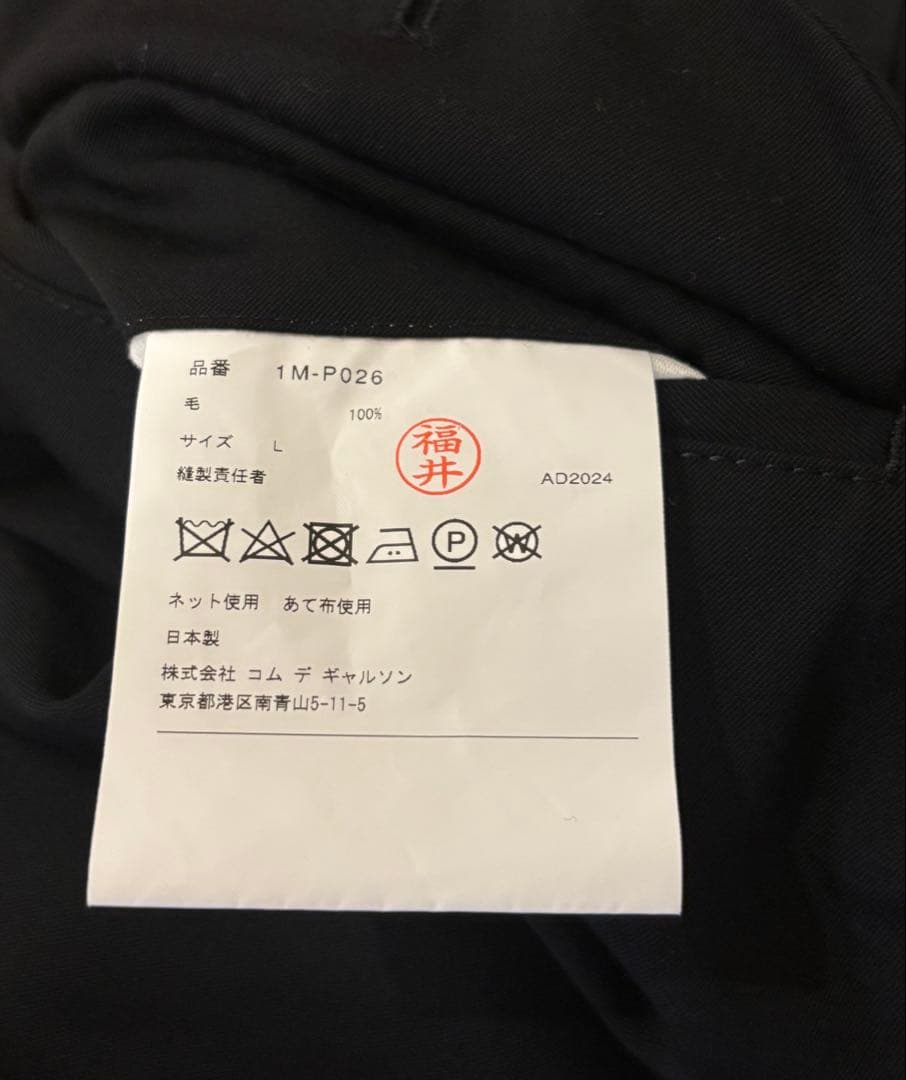 品番 1M-P026
毛 100%
サイズ L
縫製責任者 福井 AD2024
P W
ネット使用 あて布使用
日本製
株式会社 コム デ ギャルソン
東京都港区南青山5-11-5